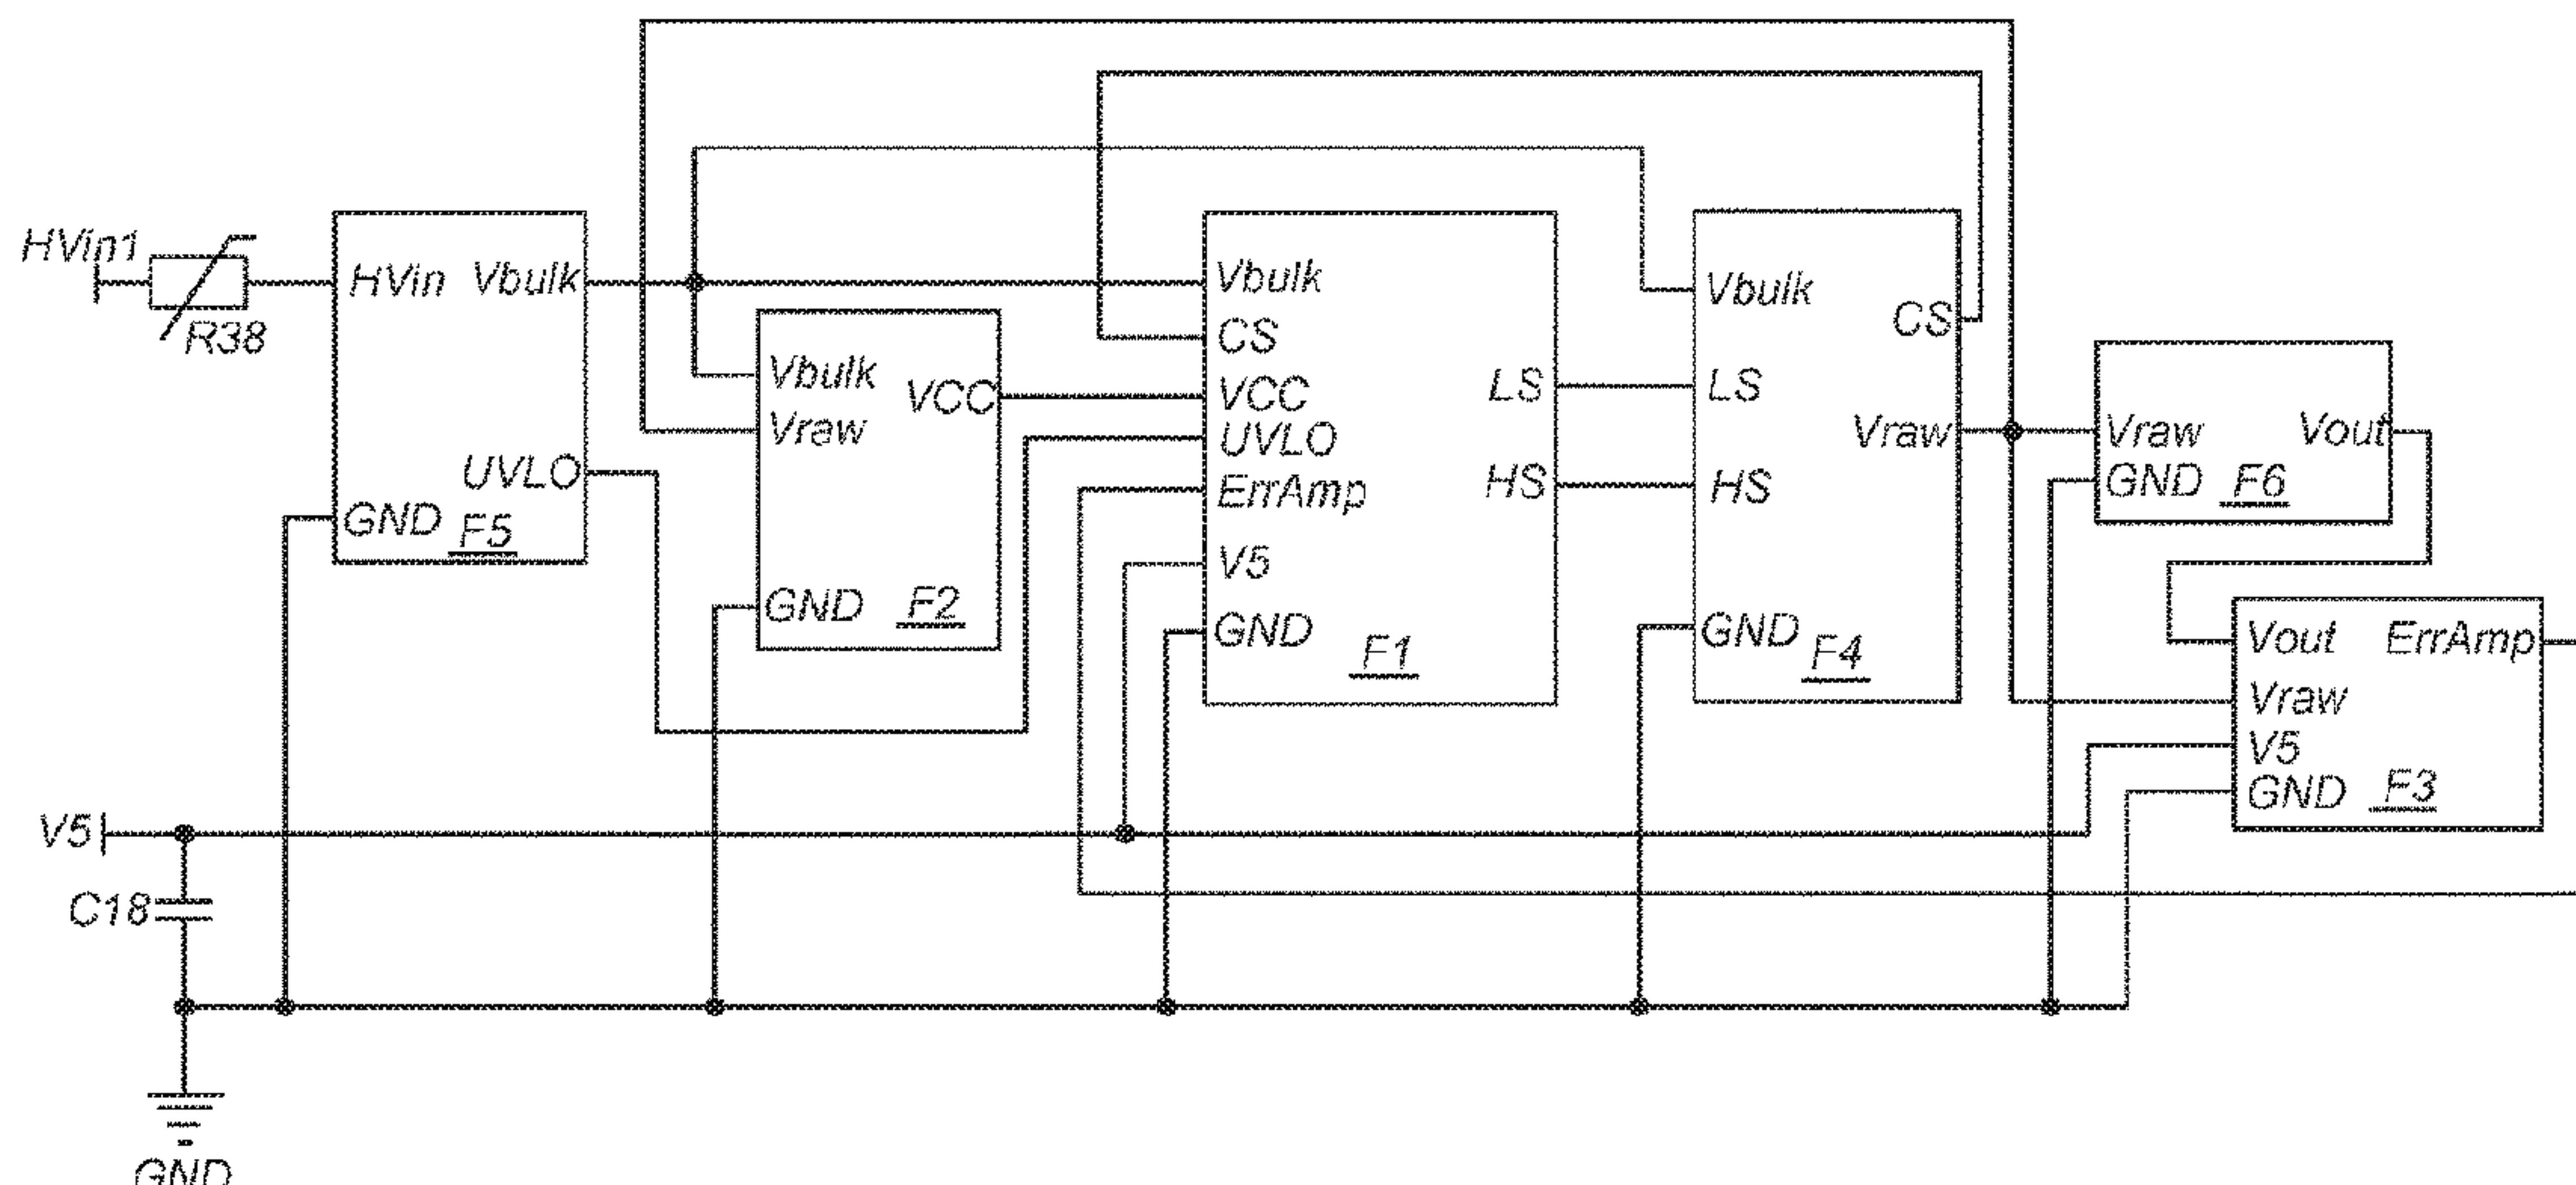 HVin1
R38
HVin
Vbulk
UVLO
GND
F5
Vbulk
VCC
Vraw
GND
F2
Vbulk
CS
VCC
UVLO
ErrAmp
V5
GND
LS
HS
F1
Vbulk
CS
LS
Vraw
HS
GND
F4
Vraw
Vout
GND
F6
Vout
ErrAmp
Vraw
V5
GND
F3
V5
C18
GND